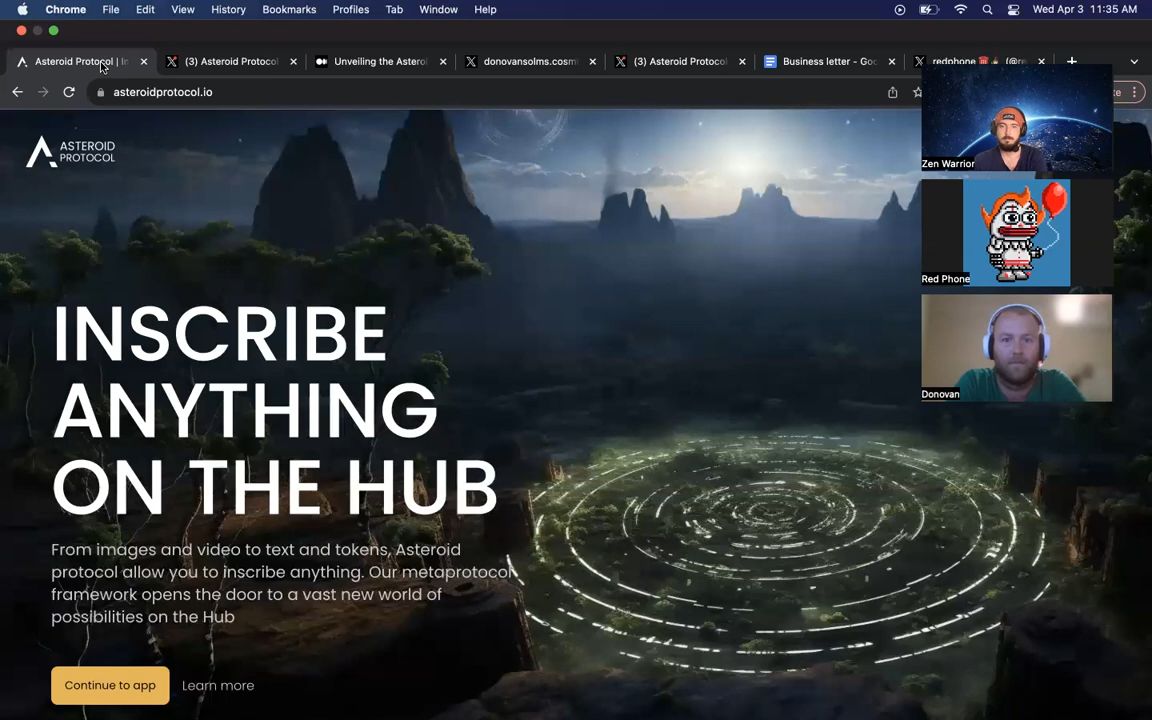 Chrome File Edit View History Bookmarks Profiles Tab Window Help Wed Apr 3 11:35 AM
Asteroid Protocol | In (3) Asteroid Protocol Unveiling the Asteroi donovansolms.cosm (3) Asteroid Protocol Business letter - Goo redphone (@re
asteroidprotocol.io
ASTEROID
PROTOCOL
Zen Warrior
Red Phone
Donovan
INSCRIBE
ANYTHING
ON THE HUB
From images and video to text and tokens, Asteroid
protocol allow you to inscribe anything. Our metaprotocol
framework opens the door to a vast new world of
possibilities on the Hub
Continue to app Learn more